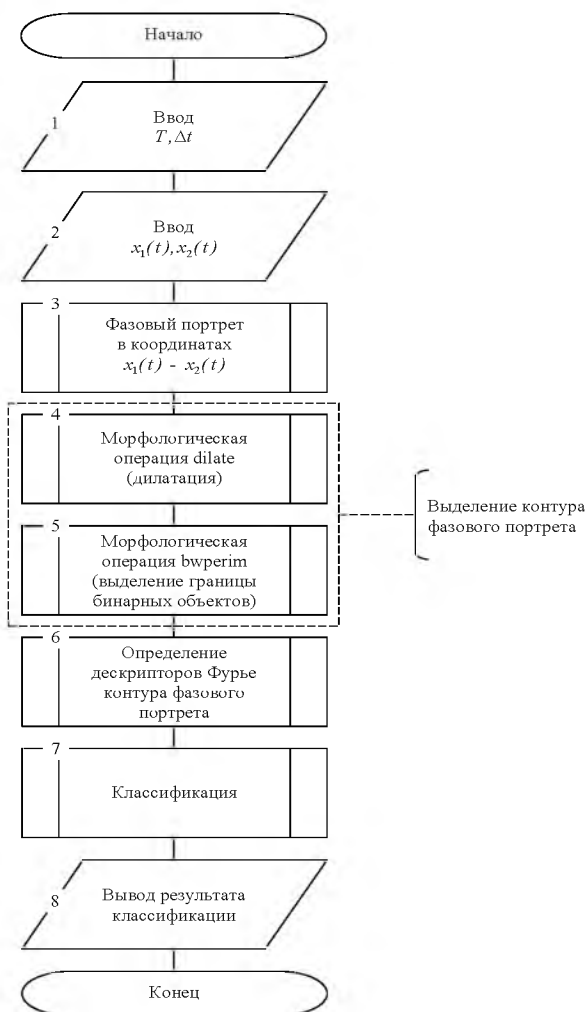 Начало
1
Ввод
T, Δt
2
Ввод
x₁(t), x₂(t)
3
Фазовый портрет
в координатах
x₁(t) - x₂(t)
4
Морфологическая
операция dilate
(дилатация)
5
Морфологическая
операция bwperim
(выделение границы
бинарных объектов)
Выделение контура
фазового портрета
6
Определение
дескрипторов Фурье
контура фазового
портрета
7
Классификация
8
Вывод результата
классификации
Конец